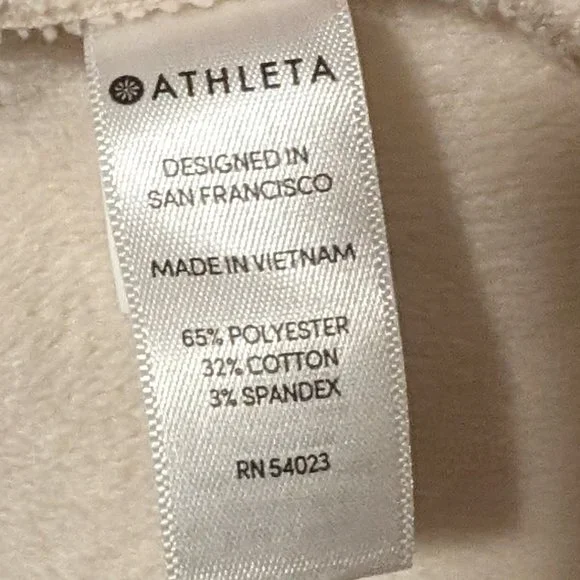 ATHLETA
DESIGNED IN
SAN FRANCISCO
MADE IN VIETNAM
65% POLYESTER
32% COTTON
3% SPANDEX
RN 54023